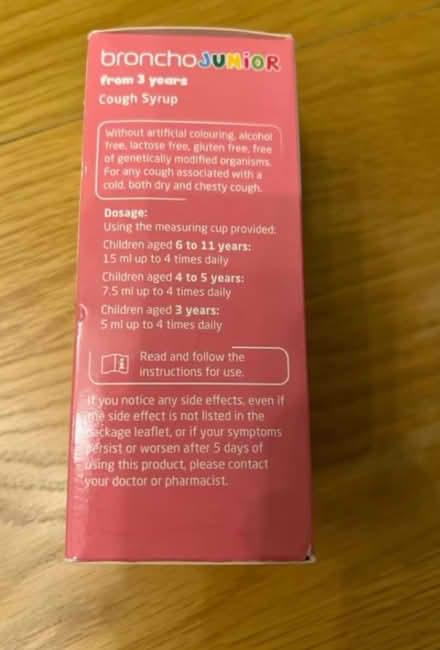 bronchoJUNiOR
from 3 years
Cough Syrup
Without artificial colouring, alcohol
free, lactose free, gluten free, free
of genetically modified organisms.
For any cough associated with a
cold, both dry and chesty cough.
Dosage:
Using the measuring cup provided:
Children aged 6 to 11 years:
15 ml up to 4 times daily
Children aged 4 to 5 years:
7.5 ml up to 4 times daily
Children aged 3 years:
5 ml up to 4 times daily
Read and follow the
instructions for use.
If you notice any side effects, even if
the side effect is not listed in the
package leaflet, or if your symptoms
persist or worsen after 5 days of
using this product, please contact
your doctor or pharmacist.